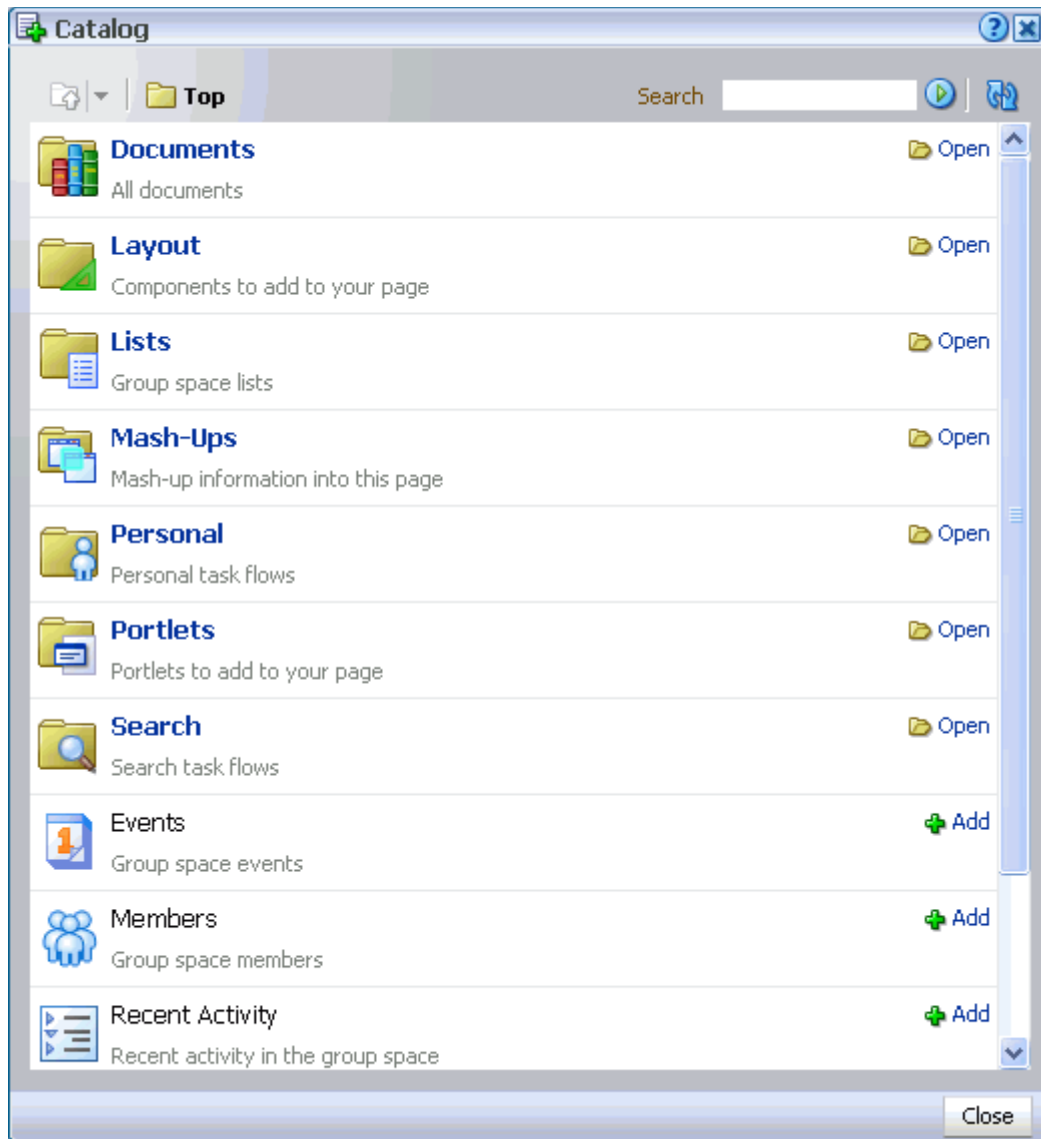 Catalog
Top Search
Documents Open
All documents
Layout Open
Components to add to your page
Lists Open
Group space lists
Mash-Ups Open
Mash-up information into this page
Personal Open
Personal task flows
Portlets Open
Portlets to add to your page
Search Open
Search task flows
Events Add
Group space events
Members Add
Group space members
Recent Activity Add
Recent activity in the group space
Close